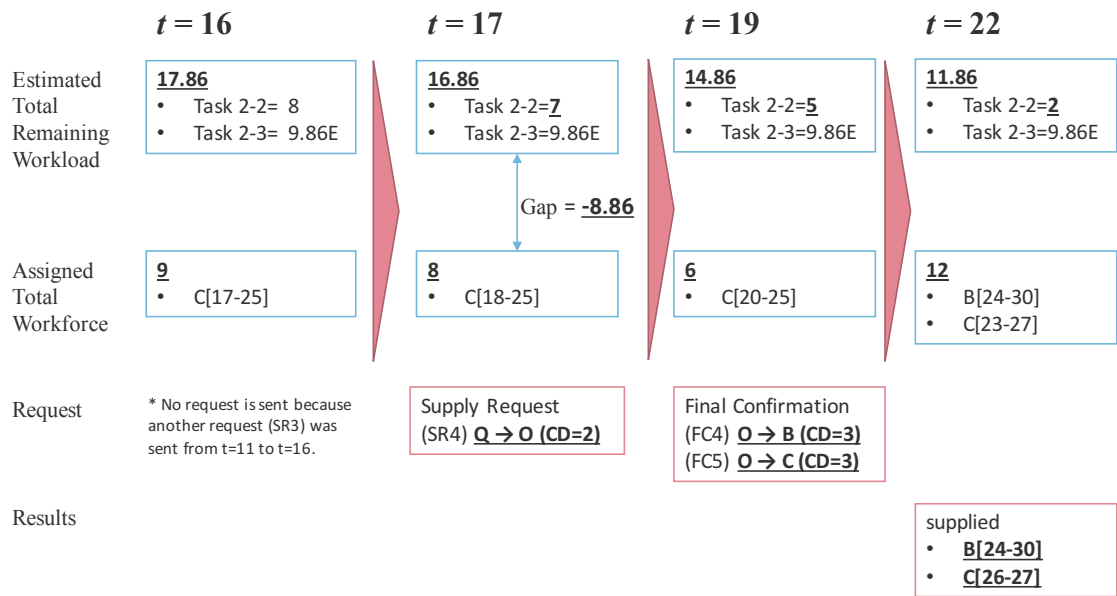 t = 16
t = 17
t = 19
t = 22
Estimated
Total
Remaining
Workload
17.86
• Task 2-2= 8
• Task 2-3= 9.86E
16.86
• Task 2-2=7
• Task 2-3=9.86E
14.86
• Task 2-2=5
• Task 2-3=9.86E
11.86
• Task 2-2=2
• Task 2-3=9.86E
Gap = -8.86
Assigned
Total
Workforce
9
• C[17-25]
8
• C[18-25]
6
• C[20-25]
12
• B[24-30]
• C[23-27]
Request
* No request is sent because
another request (SR3) was
sent from t=11 to t=16.
Supply Request
(SR4) Q → O (CD=2)
Final Confirmation
(FC4) O → B (CD=3)
(FC5) O → C (CD=3)
Results
supplied
• B[24-30]
• C[26-27]